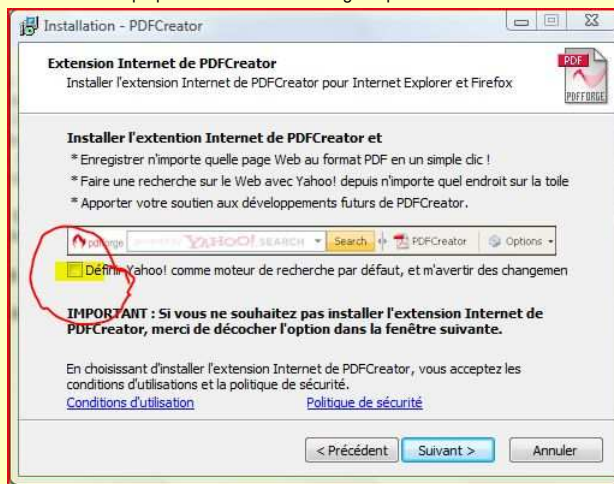 Installation - PDFCreator
Extension Internet de PDFCreator
Installer l'extension Internet de PDFCreator pour Internet Explorer et Firefox
PDF
PDFFORGE
Installer l'extention Internet de PDFCreator et
* Enregistrer n'importe quelle page Web au format PDF en un simple clic !
* Faire une recherche sur le Web avec Yahoo! depuis n'importe quel endroit sur la toile
* Apporter votre soutien aux développements futurs de PDFCreator.
pdfforge YAHOO! SEARCH Search PDFCreator Options
Définir Yahoo! comme moteur de recherche par défaut, et m'avertir des changemen
IMPORTANT : Si vous ne souhaitez pas installer l'extension Internet de
PDFCreator, merci de décocher l'option dans la fenêtre suivante.
En choisissant d'installer l'extension Internet de PDFCreator, vous acceptez les
conditions d'utilisations et la politique de sécurité.
Conditions d'utilisation Politique de sécurité
< Précédent Suivant > Annuler